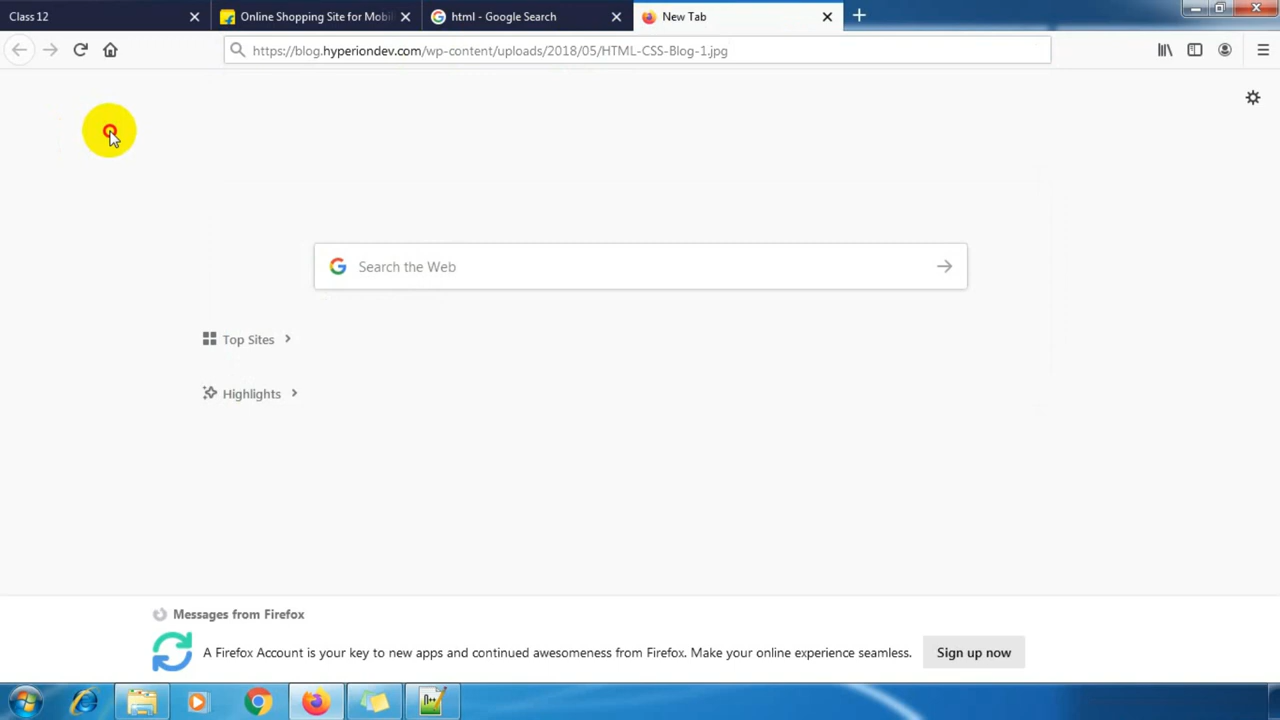 Class 12
Online Shopping Site for Mobil
html - Google Search
New Tab
https://blog.hyperiondev.com/wp-content/uploads/2018/05/HTML-CSS-Blog-1.jpg
Search the Web
Top Sites
Highlights
Messages from Firefox
A Firefox Account is your key to new apps and continued awesomeness from Firefox. Make your online experience seamless.
Sign up now